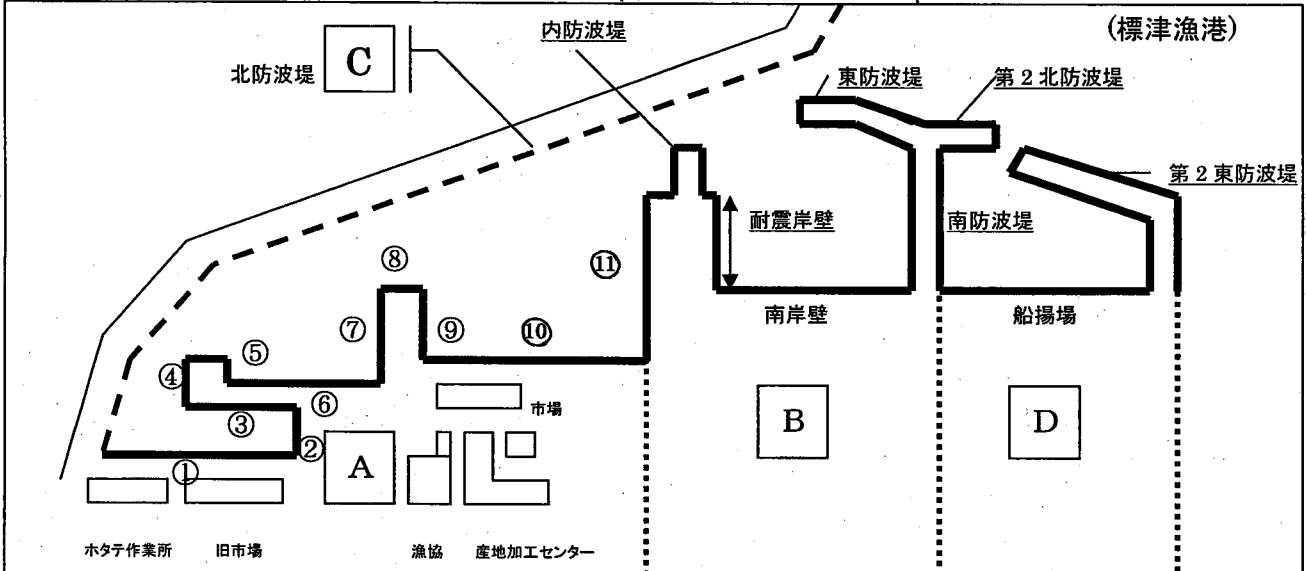 (標津漁港)
内防波堤
北防波堤
C
東防波堤
第2北防波堤
第2東防波堤
耐震岸壁
南防波堤
⑧
⑪
南岸壁
船揚場
⑦
⑨
⑩
⑤
④
⑥
③
②
①
市場
A
B
D
ホタテ作業所
旧市場
漁協
産地加工センター